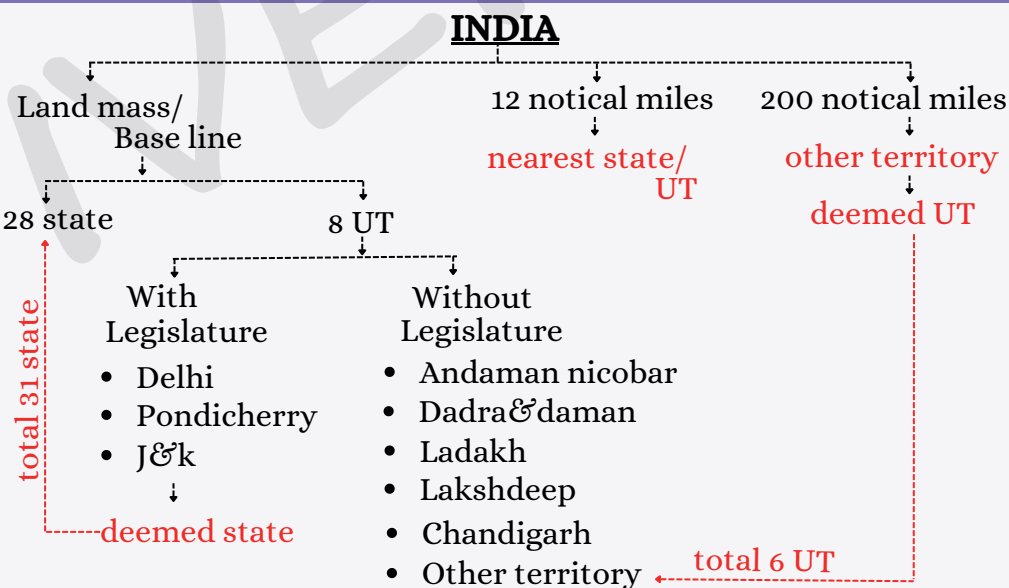 INDIA
Land mass/
Base line
12 notical miles
200 notical miles
nearest state/
UT
other territory
deemed UT
28 state
8 UT
total 31 state
With
Legislature
• Delhi
• Pondicherry
• J&k
deemed state
Without
Legislature
• Andaman nicobar
• Dadra&daman
• Ladakh
• Lakshdeep
• Chandigarh
• Other territory
total 6 UT